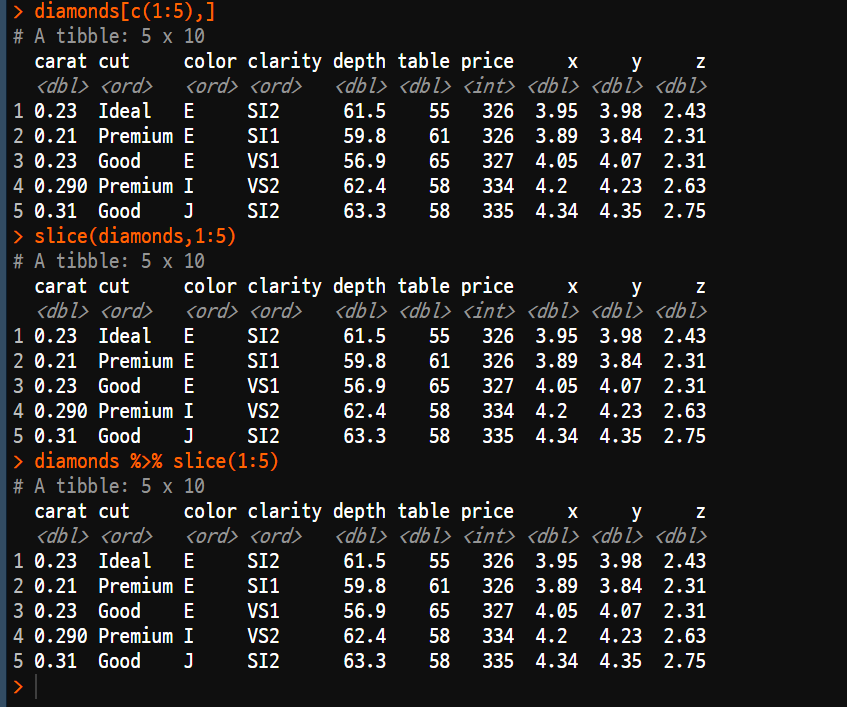 > diamonds[c(1:5),]
# A tibble: 5 x 10
  carat cut     color clarity depth table price     x     y     z
  <dbl> <ord>   <ord> <ord>   <dbl> <dbl> <int> <dbl> <dbl> <dbl>
1 0.23  Ideal   E     SI2      61.5    55   326  3.95  3.98  2.43
2 0.21  Premium E     SI1      59.8    61   326  3.89  3.84  2.31
3 0.23  Good    E     VS1      56.9    65   327  4.05  4.07  2.31
4 0.290 Premium I     VS2      62.4    58   334  4.2   4.23  2.63
5 0.31  Good    J     SI2      63.3    58   335  4.34  4.35  2.75
> slice(diamonds,1:5)
# A tibble: 5 x 10
  carat cut     color clarity depth table price     x     y     z
  <dbl> <ord>   <ord> <ord>   <dbl> <dbl> <int> <dbl> <dbl> <dbl>
1 0.23  Ideal   E     SI2      61.5    55   326  3.95  3.98  2.43
2 0.21  Premium E     SI1      59.8    61   326  3.89  3.84  2.31
3 0.23  Good    E     VS1      56.9    65   327  4.05  4.07  2.31
4 0.290 Premium I     VS2      62.4    58   334  4.2   4.23  2.63
5 0.31  Good    J     SI2      63.3    58   335  4.34  4.35  2.75
> diamonds %>% slice(1:5)
# A tibble: 5 x 10
  carat cut     color clarity depth table price     x     y     z
  <dbl> <ord>   <ord> <ord>   <dbl> <dbl> <int> <dbl> <dbl> <dbl>
1 0.23  Ideal   E     SI2      61.5    55   326  3.95  3.98  2.43
2 0.21  Premium E     SI1      59.8    61   326  3.89  3.84  2.31
3 0.23  Good    E     VS1      56.9    65   327  4.05  4.07  2.31
4 0.290 Premium I     VS2      62.4    58   334  4.2   4.23  2.63
5 0.31  Good    J     SI2      63.3    58   335  4.34  4.35  2.75
>